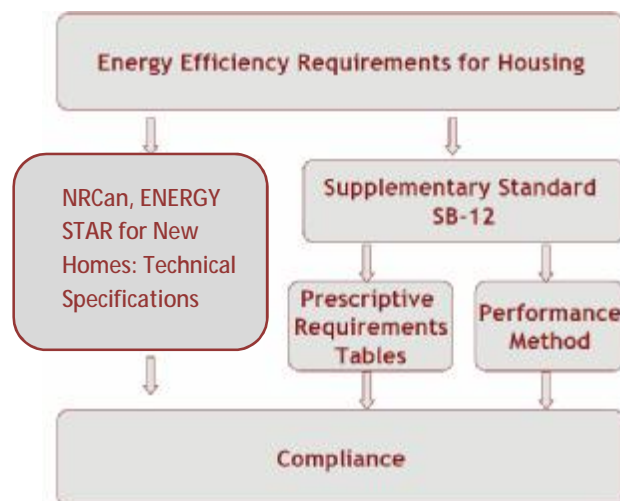 Energy Efficiency Requirements for Housing
NRCan, ENERGY
STAR for New
Homes: Technical
Specifications
Supplementary Standard
SB-12
Prescriptive
Requirements
Tables
Performance
Method
Compliance